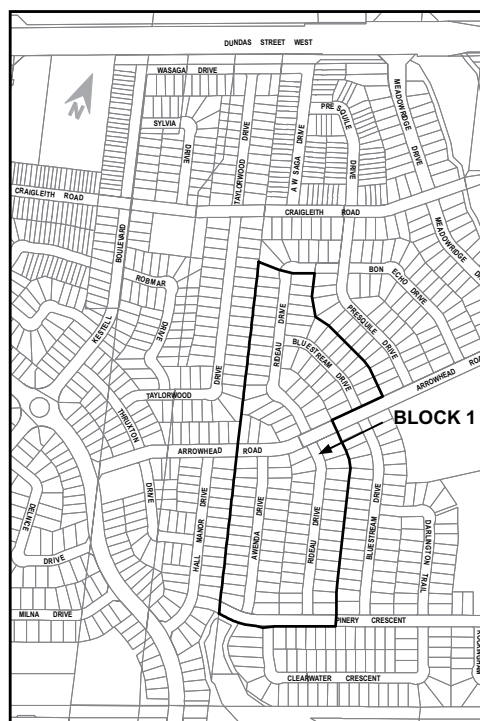 DUNDAS STREET WEST
WASAGA DRIVE
N
SYLVIA
DRIVE
TAYLORWOOD DRIVE
A W SAGA DRIVE
PRE SQUILE
DRIVE
MEADOWRIDGE DRIVE
CRAIGLEITH ROAD
CRAIGLEITH ROAD
MEADOWRIDGE
BOULEVARD
KESTELL
ROBMAR
DRIVE
BON ECHO DRIVE
RIDEAU DRIVE
BLUESTREAM DRIVE
PRESQUILE DRIVE
TAYLORWOOD DRIVE
ARROWHEAD
BLOCK 1
THRUXTON
DRIVE
ARROWHEAD ROAD
HALL MANOR DRIVE
AWENDA DRIVE
RIDEAU DRIVE
BLUESTREAM DRIVE
DARLINGTON TRAIL
DRIVE
MILNA DRIVE
PINERY CRESCENT
CLEARWATER CRESCENT